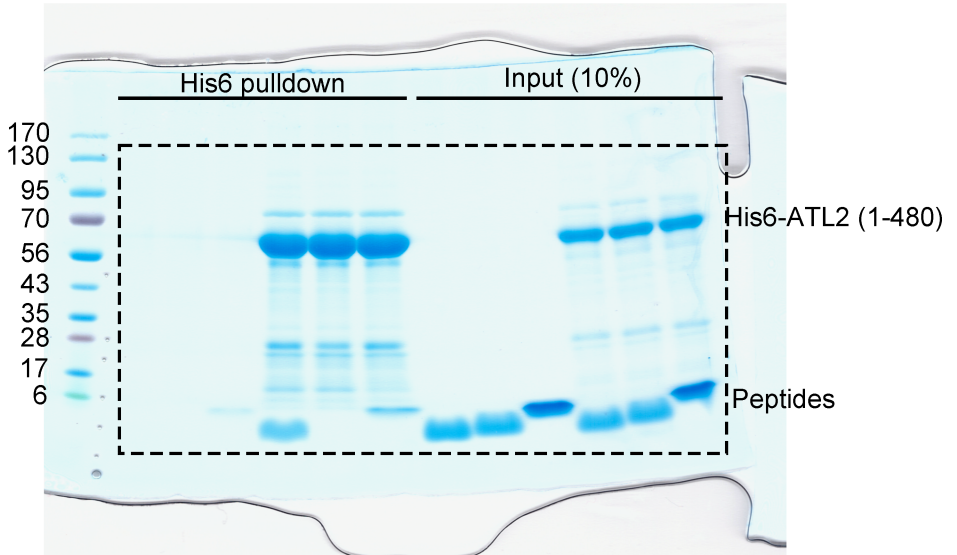 His6 pulldown
Input (10%)
170
130
95
70
56
43
35
28
17
6
His6-ATL2 (1-480)
Peptides